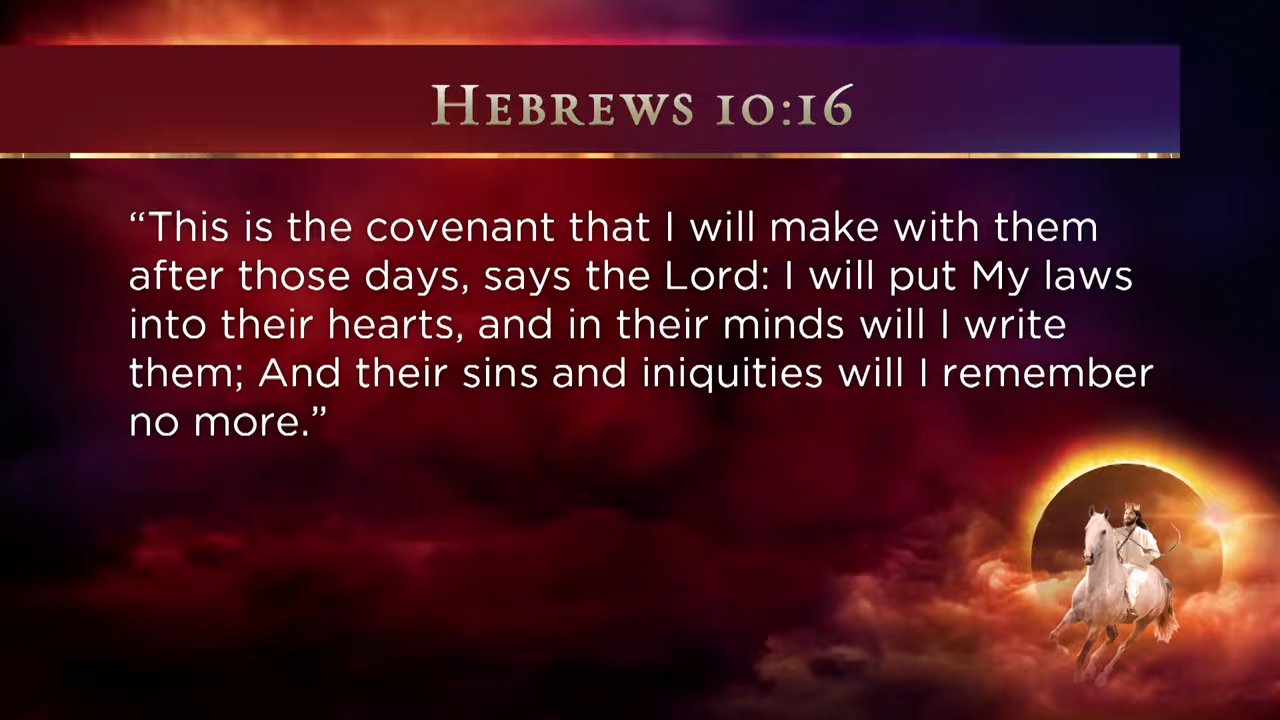 Hebrews 10:16
“This is the covenant that I will make with them
after those days, says the Lord: I will put My laws
into their hearts, and in their minds will I write
them; And their sins and iniquities will I remember
no more.”